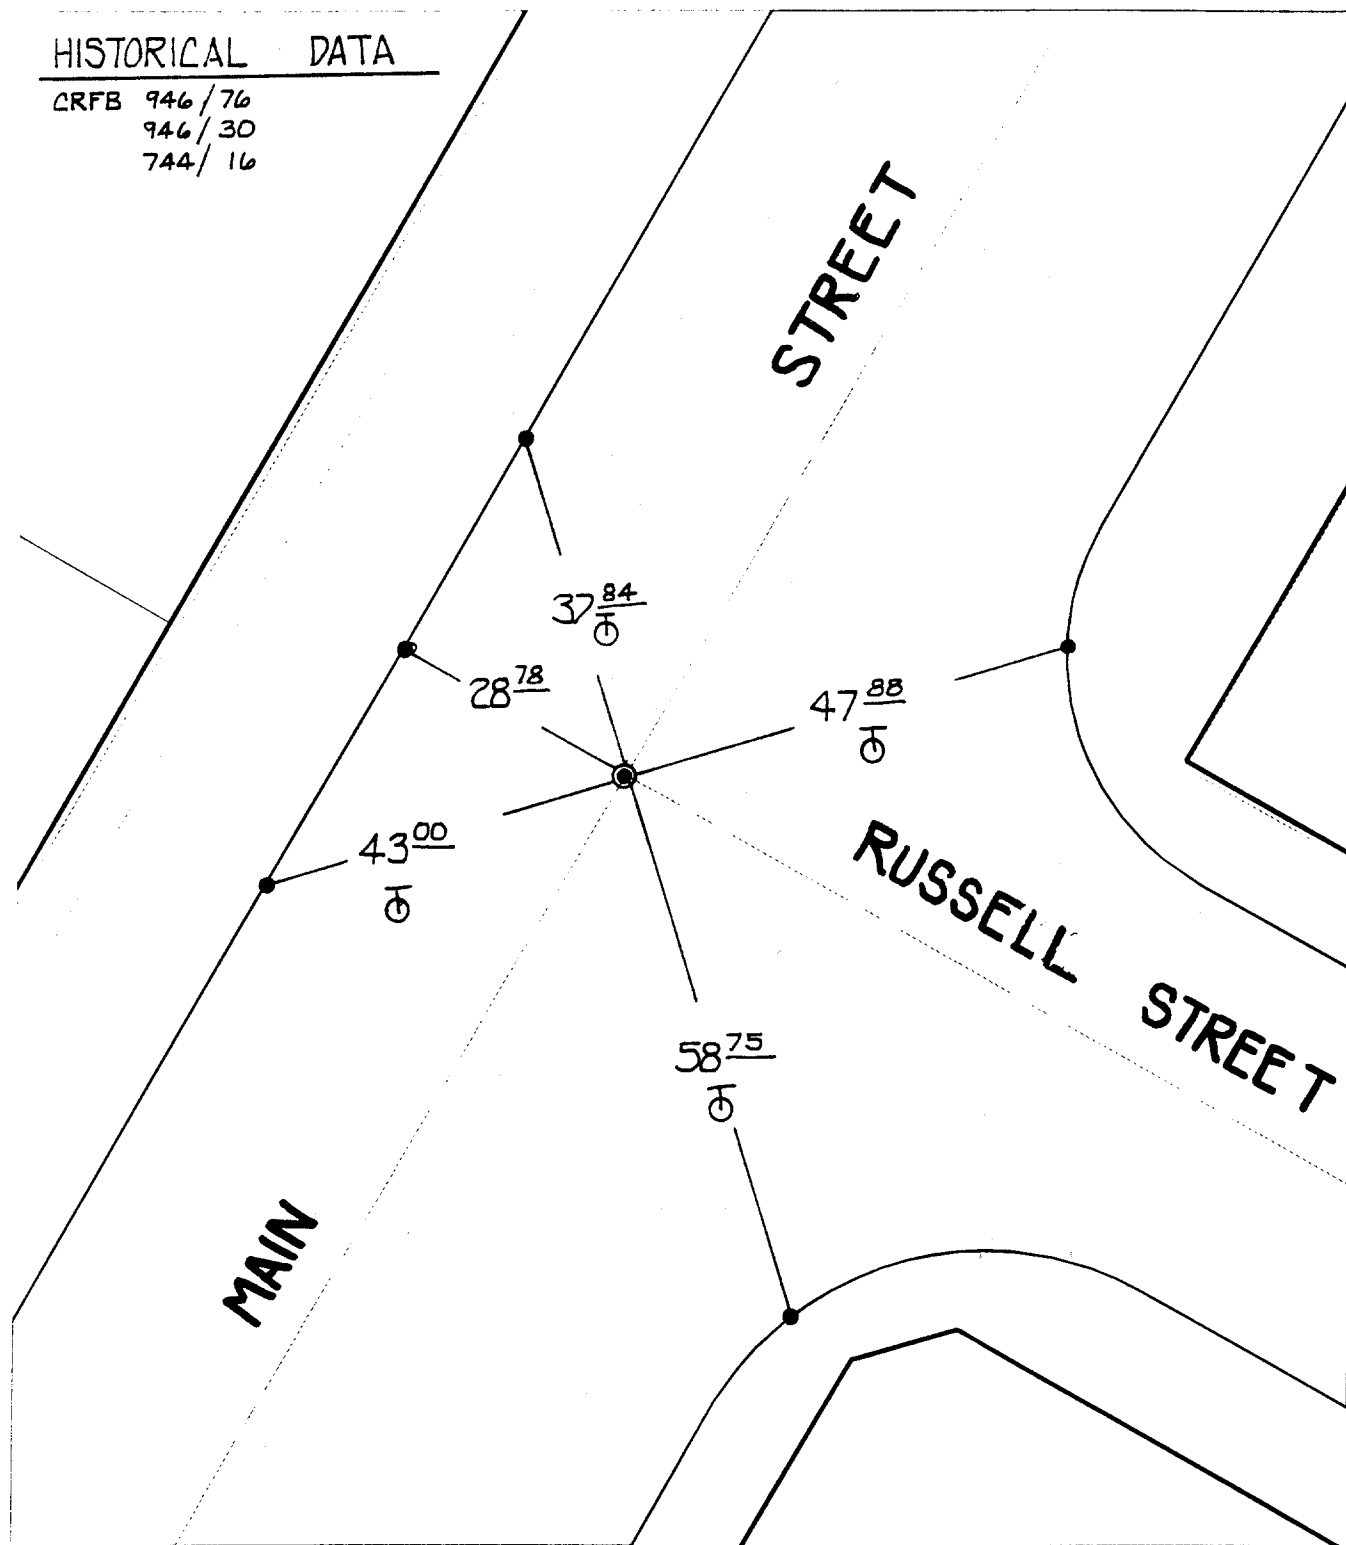 HISTORICAL DATA
CRFB 946/76
946/30
744/16
STREET
37 84
28 78
47 88
43 00
RUSSELL STREET
58 75
MAIN